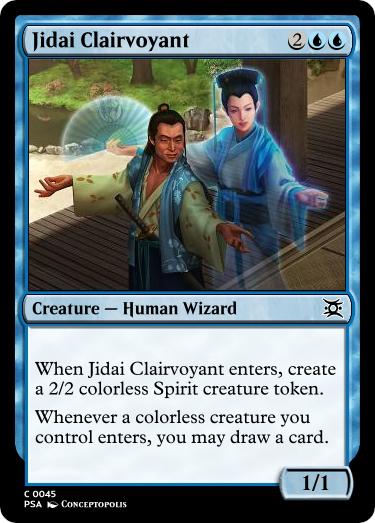 Jidai Clairvoyant 2
Creature — Human Wizard
When Jidai Clairvoyant enters, create
a 2/2 colorless Spirit creature token.
Whenever a colorless creature you
control enters, you may draw a card.
1/1
C 0045
PSA Conceptopolis